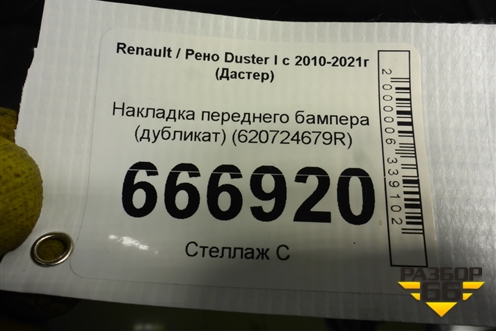 Renault / Рено Duster I с 2010-2021г
(Дастер)
Накладка переднего бампера
(дубликат) (620724679R)
666920
Стеллаж С
2000006339102
РАЗБОР
66